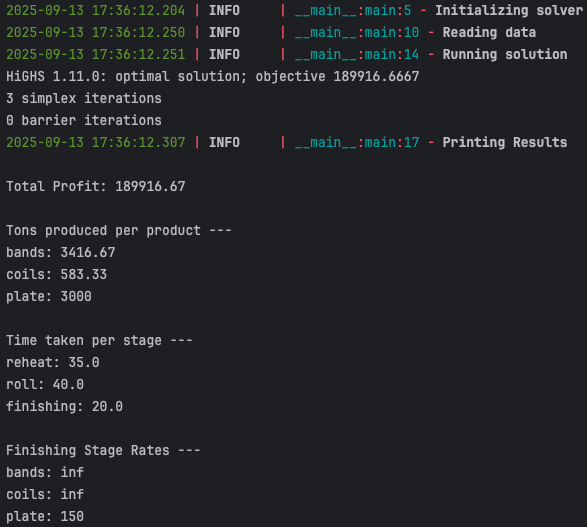 2025-09-13 17:36:12.204 | INFO     | __main__:main:5 - Initializing solver
2025-09-13 17:36:12.250 | INFO     | __main__:main:10 - Reading data
2025-09-13 17:36:12.251 | INFO     | __main__:main:14 - Running solution
HiGHS 1.11.0: optimal solution; objective 189916.6667
3 simplex iterations
0 barrier iterations
2025-09-13 17:36:12.307 | INFO     | __main__:main:17 - Printing Results
Total Profit: 189916.67
Tons produced per product ---
bands: 3416.67
coils: 583.33
plate: 3000
Time taken per stage ---
reheat: 35.0
roll: 40.0
finishing: 20.0
Finishing Stage Rates ---
bands: inf
coils: inf
plate: 150